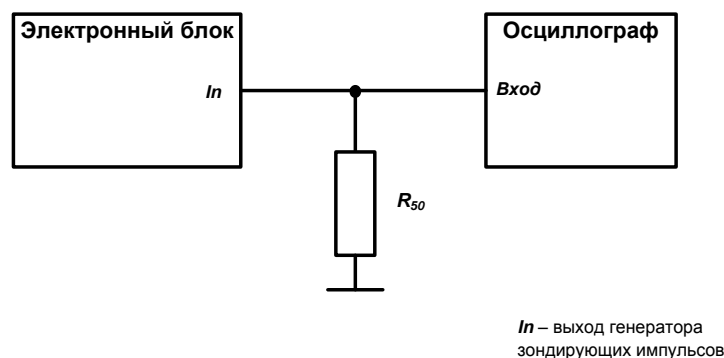 Электронный блок
Осциллограф
In
Вход
R50
In – выход генератора
зондирующих импульсов